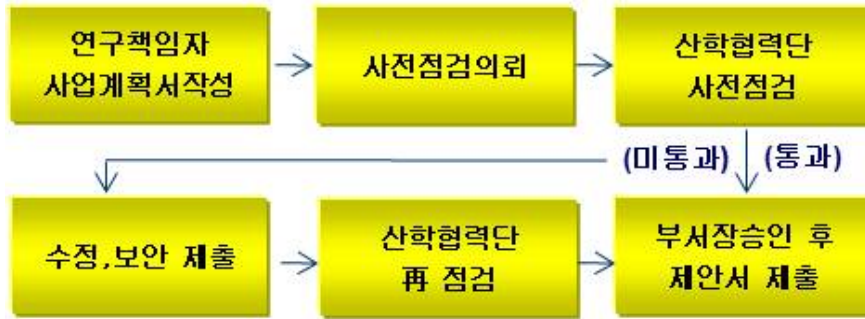 연구책임자
사업계획서작성
사전점검의뢰
산학협력단
사전점검
(미통과)
(통과)
수정,보안 제출
산학협력단
再 점검
부서장승인 후
제안서 제출